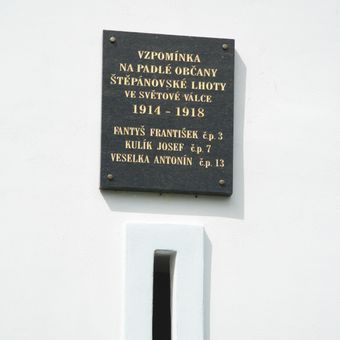 VZPOMÍNKA
NA PADLÉ OBČANY
ŠTĚPÁNOVSKÉ LHOTY
VE SVĚTOVÉ VÁLCE
1914 - 1918
FANTYŠ FRANTIŠEK č.p. 3
KULÍK JOSEF č.p. 7
VESELKA ANTONÍN č.p. 13